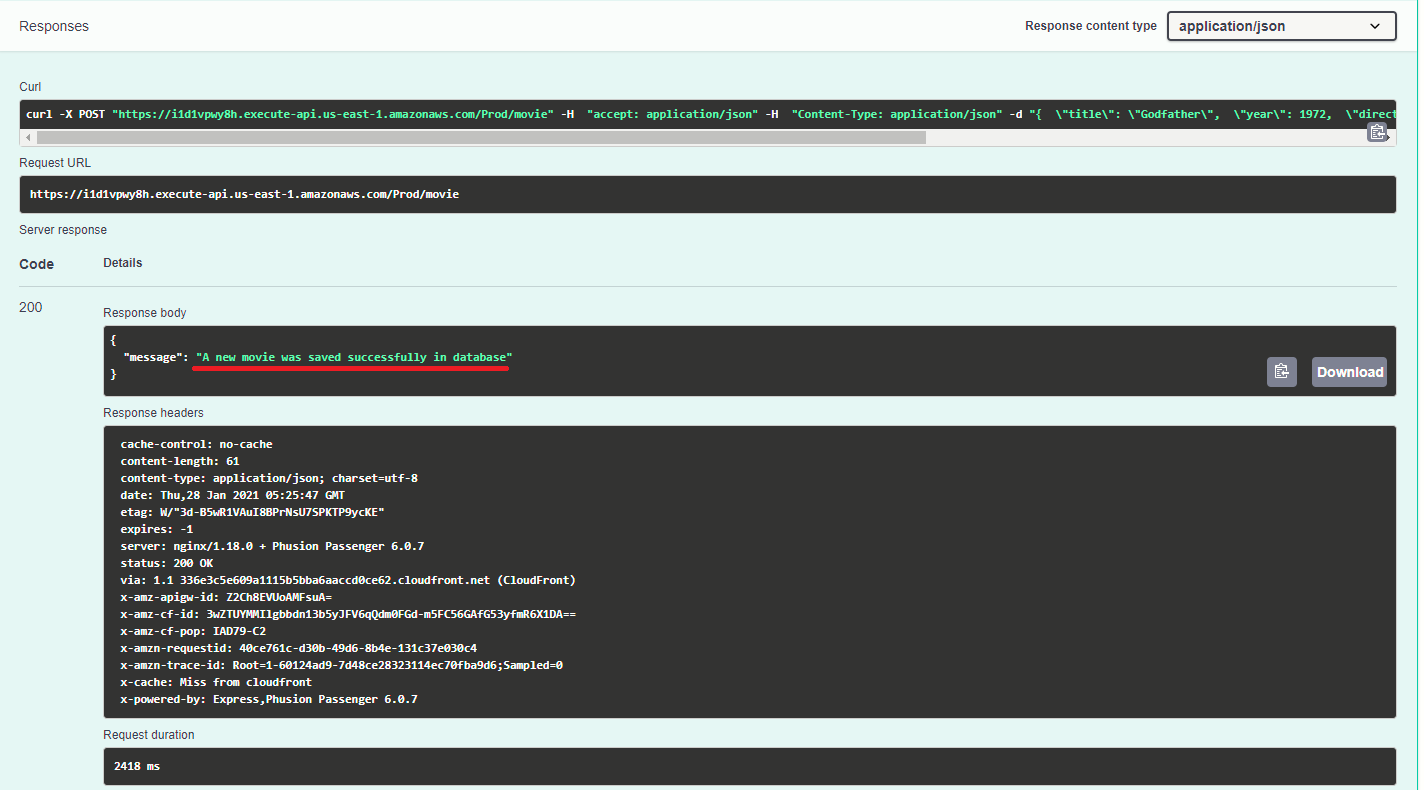 Responses
Response content type
application/json
Curl
curl -X POST "https://i1d1vpwy8h.execute-api.us-east-1.amazonaws.com/Prod/movie" -H  "accept: application/json" -H  "Content-Type: application/json" -d "{  \"title\": \"Godfather\",  \"year\": 1972,  \"direct
Request URL
https://i1d1vpwy8h.execute-api.us-east-1.amazonaws.com/Prod/movie
Server response
Code
Details
200
Response body
{
  "message": "A new movie was saved successfully in database"
}
Download
Response headers
cache-control: no-cache
content-length: 61
content-type: application/json; charset=utf-8
date: Thu,28 Jan 2021 05:25:47 GMT
etag: W/"3d-B5wR1VAuI8BPrNsU7SPKTP9ycKE"
expires: -1
server: nginx/1.18.0 + Phusion Passenger 6.0.7
status: 200 OK
via: 1.1 336e3c5e609a1115b5bba6aaccd0ce62.cloudfront.net (CloudFront)
x-amz-apigw-id: Z2Ch8EVUoAMFsuA=
x-amz-cf-id: 3wZTUYMMIlgbbdn13b5yJFV6qQdm0FGd-m5FC56GAfG53yfmR6X1DA==
x-amz-cf-pop: IAD79-C2
x-amzn-requestid: 40ce761c-d30b-49d6-8b4e-131c37e030c4
x-amzn-trace-id: Root=1-60124ad9-7d48ce28323114ec70fba9d6;Sampled=0
x-cache: Miss from cloudfront
x-powered-by: Express,Phusion Passenger 6.0.7
Request duration
2418 ms